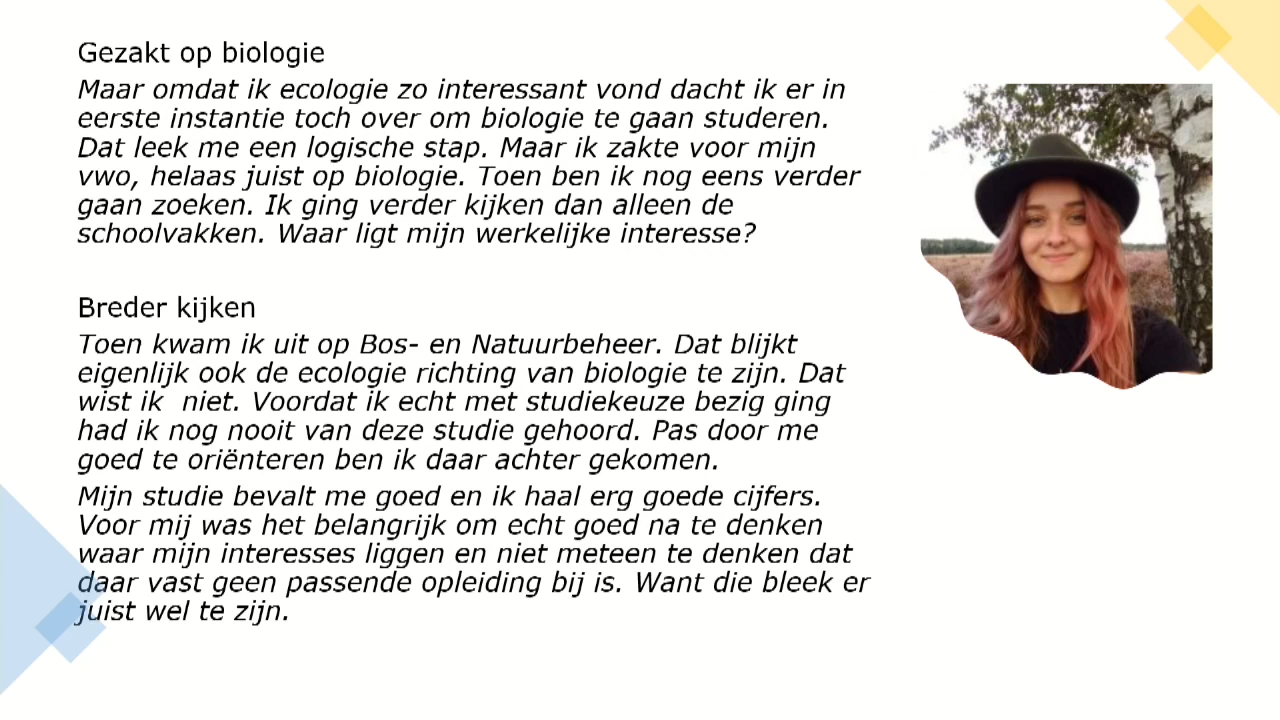 Gezakt op biologie
Maar omdat ik ecologie zo interessant vond dacht ik er in
eerste instantie toch over om biologie te gaan studeren.
Dat leek me een logische stap. Maar ik zakte voor mijn
vwo, helaas juist op biologie. Toen ben ik nog eens verder
gaan zoeken. Ik ging verder kijken dan alleen de
schoolvakken. Waar ligt mijn werkelijke interesse?
Breder kijken
Toen kwam ik uit op Bos- en Natuurbeheer. Dat blijkt
eigenlijk ook de ecologie richting van biologie te zijn. Dat
wist ik  niet. Voordat ik echt met studiekeuze bezig ging
had ik nog nooit van deze studie gehoord. Pas door me
goed te oriënteren ben ik daar achter gekomen.
Mijn studie bevalt me goed en ik haal erg goede cijfers.
Voor mij was het belangrijk om echt goed na te denken
waar mijn interesses liggen en niet meteen te denken dat
daar vast geen passende opleiding bij is. Want die bleek er
juist wel te zijn.